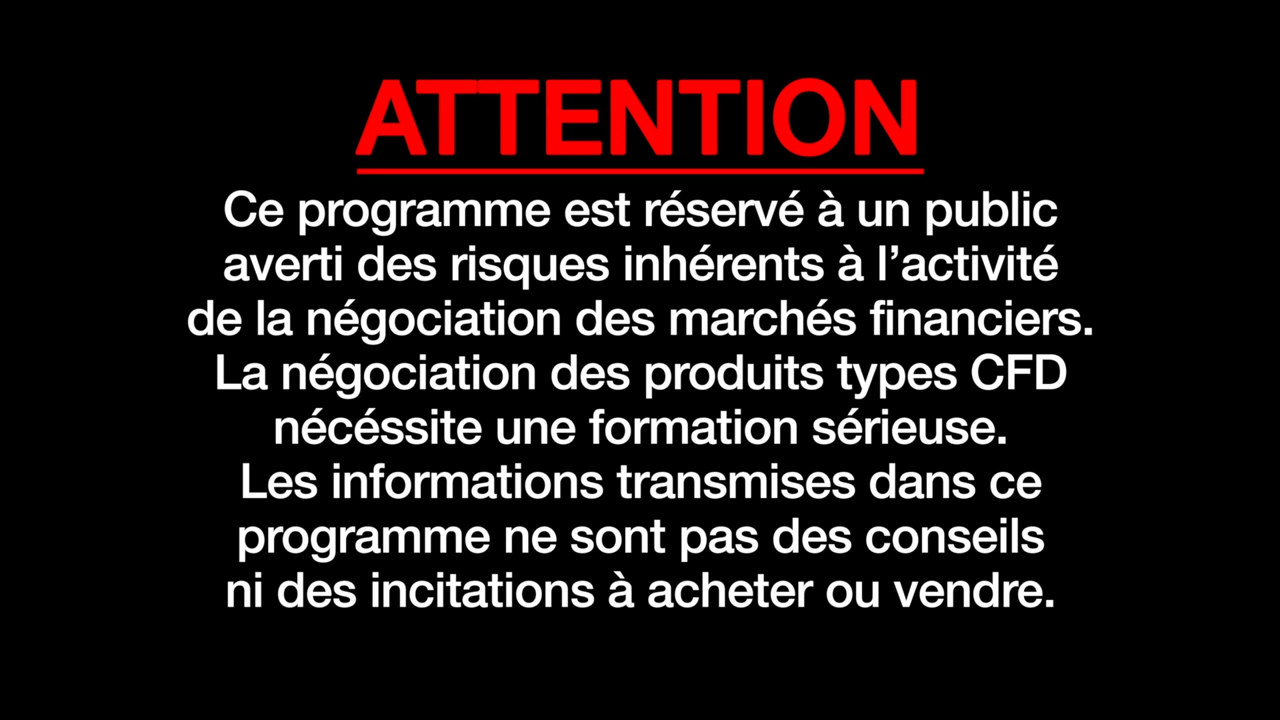 ATTENTION
Ce programme est réservé à un public
averti des risques inhérents à l’activité
de la négociation des marchés financiers.
La négociation des produits types CFD
nécéssite une formation sérieuse.
Les informations transmises dans ce
programme ne sont pas des conseils
ni des incitations à acheter ou vendre.